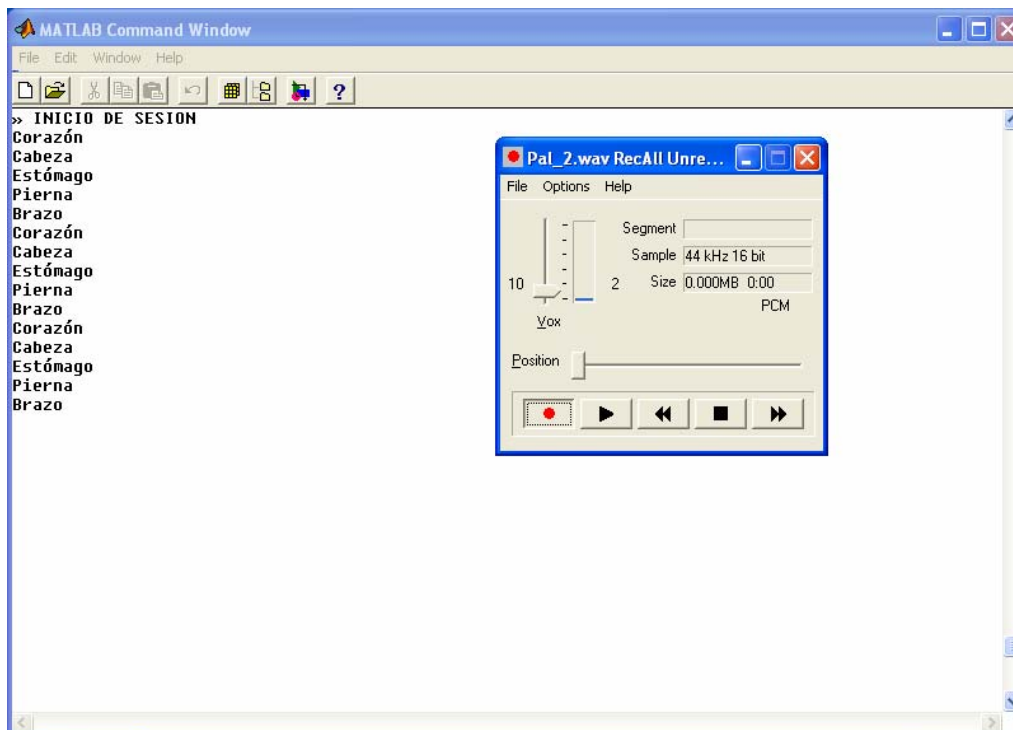 MATLAB Command Window
File Edit Window Help
» INICIO DE SESION
Corazón
Cabeza
Estómago
Pierna
Brazo
Corazón
Cabeza
Estómago
Pierna
Brazo
Corazón
Cabeza
Estómago
Pierna
Brazo
Pal_2.wav RecAll Unre...
File Options Help
Segment
Sample 44 kHz 16 bit
10 2 Size 0.000MB 0:00
PCM
Vox
Position